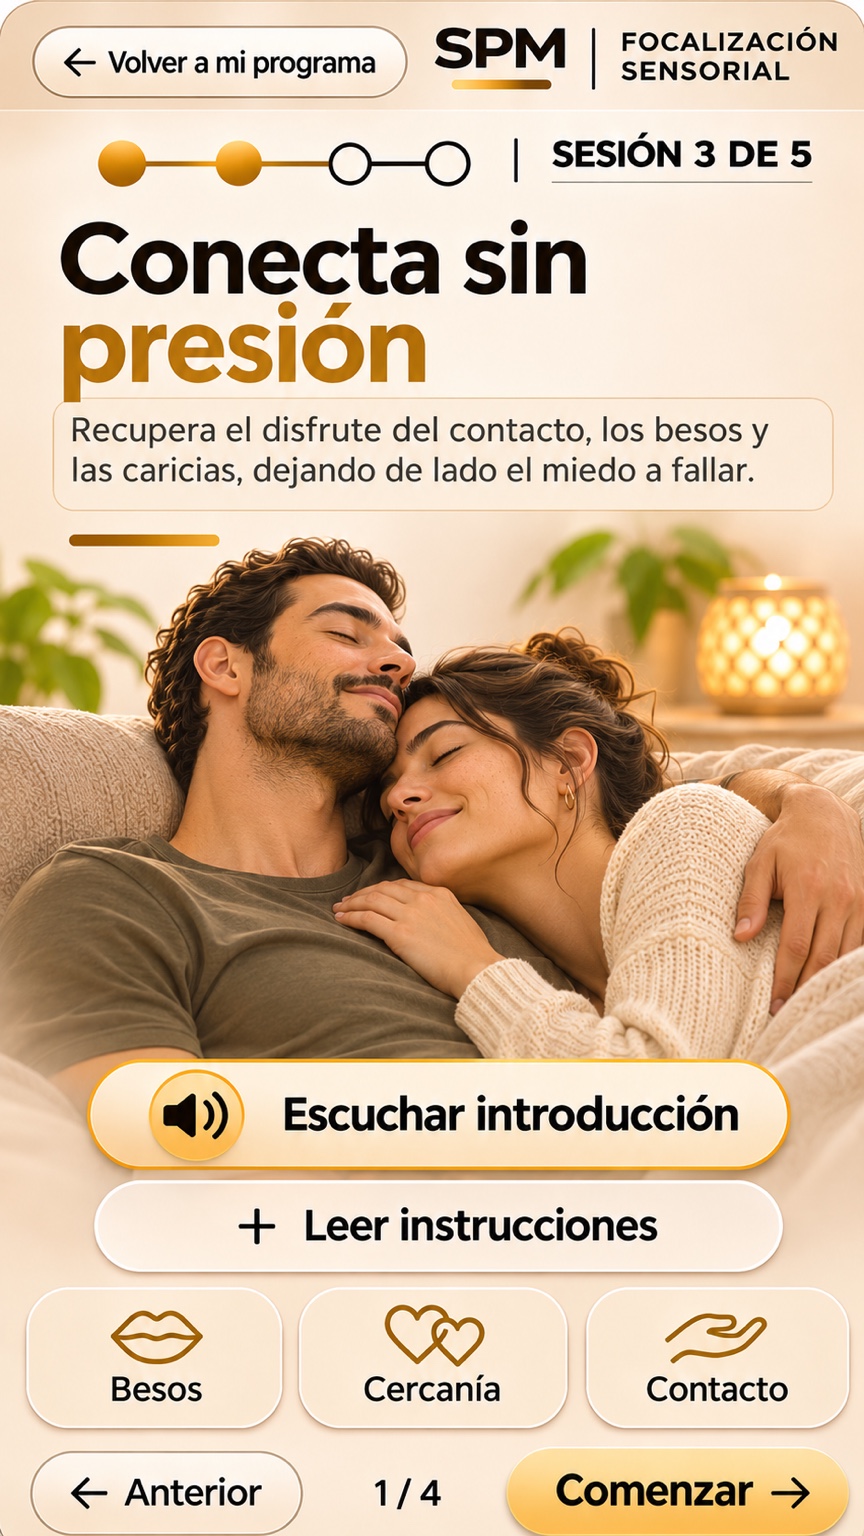 ← Volver a mi programa
SPM
FOCALIZACIÓN
SENSORIAL
SESIÓN 3 DE 5
Conecta sin
presión
Recupera el disfrute del contacto, los besos y
las caricias, dejando de lado el miedo a fallar.
Escuchar introducción
+ Leer instrucciones
Besos
Cercanía
Contacto
← Anterior
1 / 4
Comenzar →